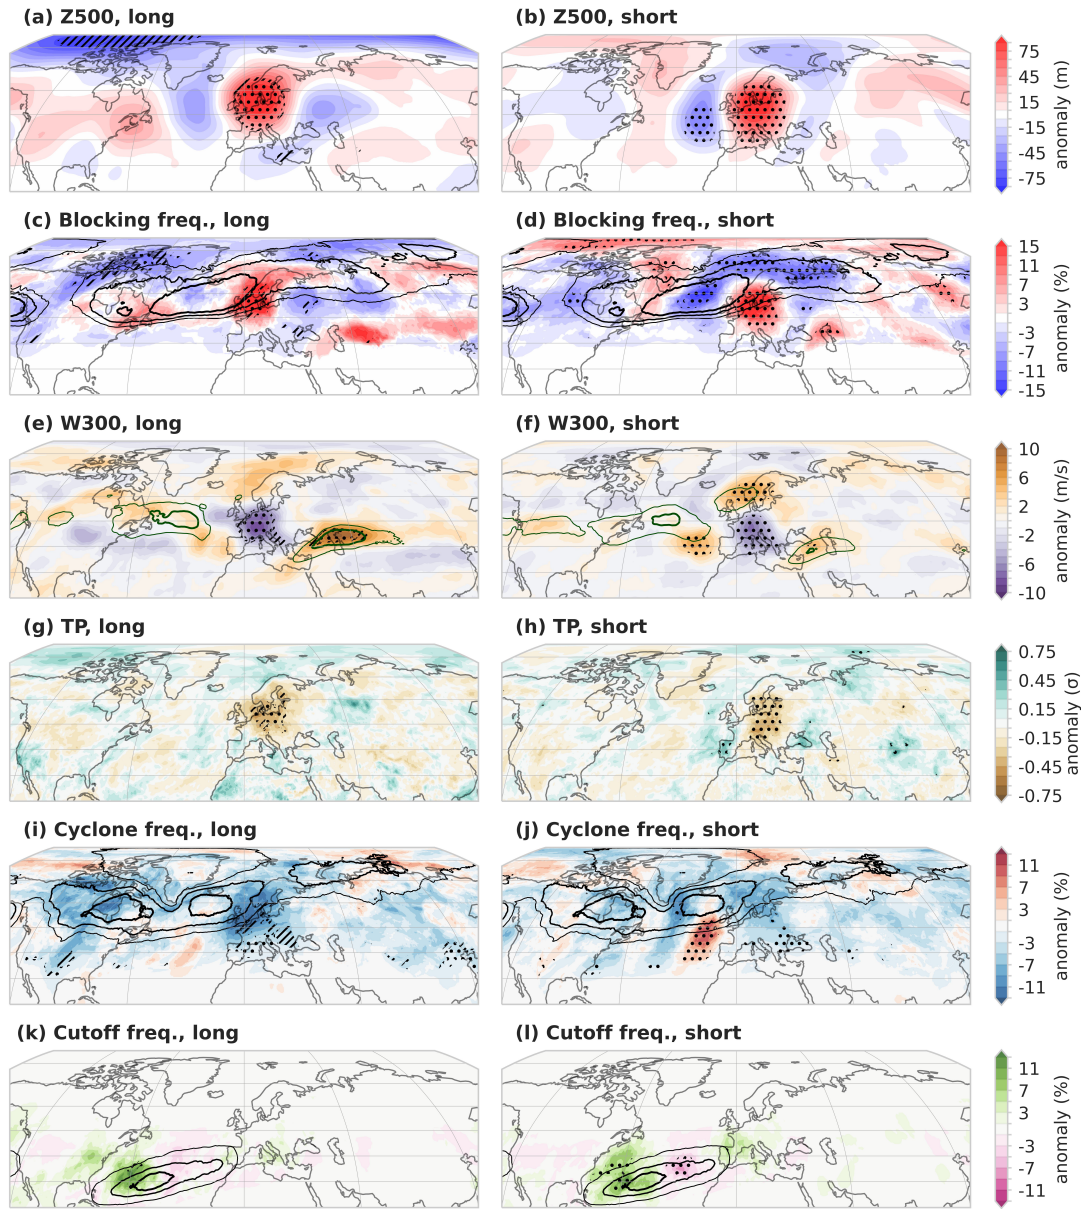 (a) Z500, long
(b) Z500, short
75
45
15
-15
-45
-75
anomaly (m)
(c) Blocking freq., long
(d) Blocking freq., short
15
11
7
3
-3
-7
-11
-15
anomaly (%)
(e) W300, long
(f) W300, short
10
6
2
-2
-6
-10
anomaly (m/s)
(g) TP, long
(h) TP, short
0.75
0.45
0.15
-0.15
-0.45
-0.75
anomaly (σ)
(i) Cyclone freq., long
(j) Cyclone freq., short
11
7
3
-3
-7
-11
anomaly (%)
(k) Cutoff freq., long
(l) Cutoff freq., short
11
7
3
-3
-7
-11
anomaly (%)